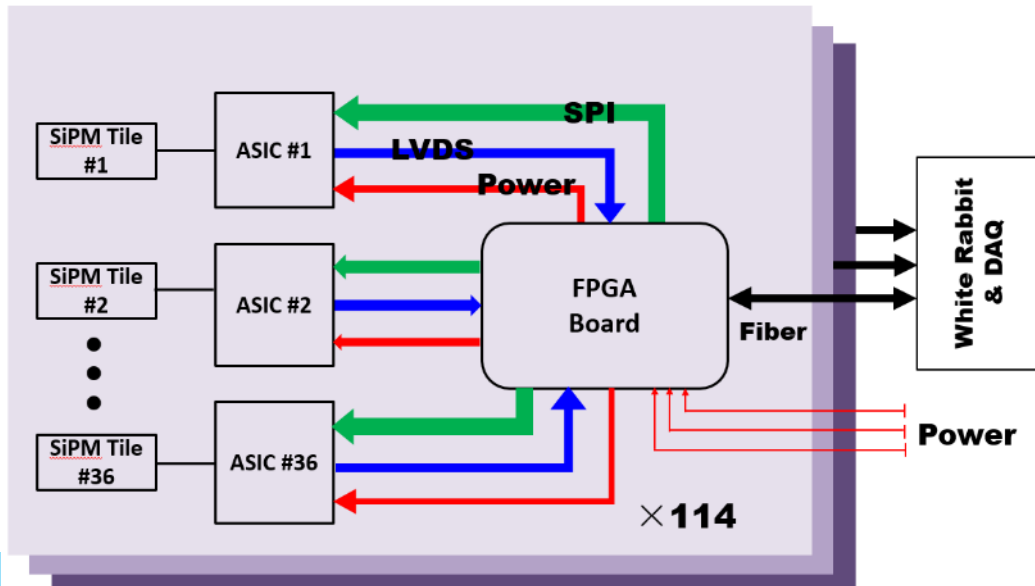 SPI
SiPM Tile
#1
ASIC #1
LVDS
Power
SiPM Tile
#2
ASIC #2
FPGA
Board
Fiber
White Rabbit
& DAQ
SiPM Tile
#36
ASIC #36
Power
×114